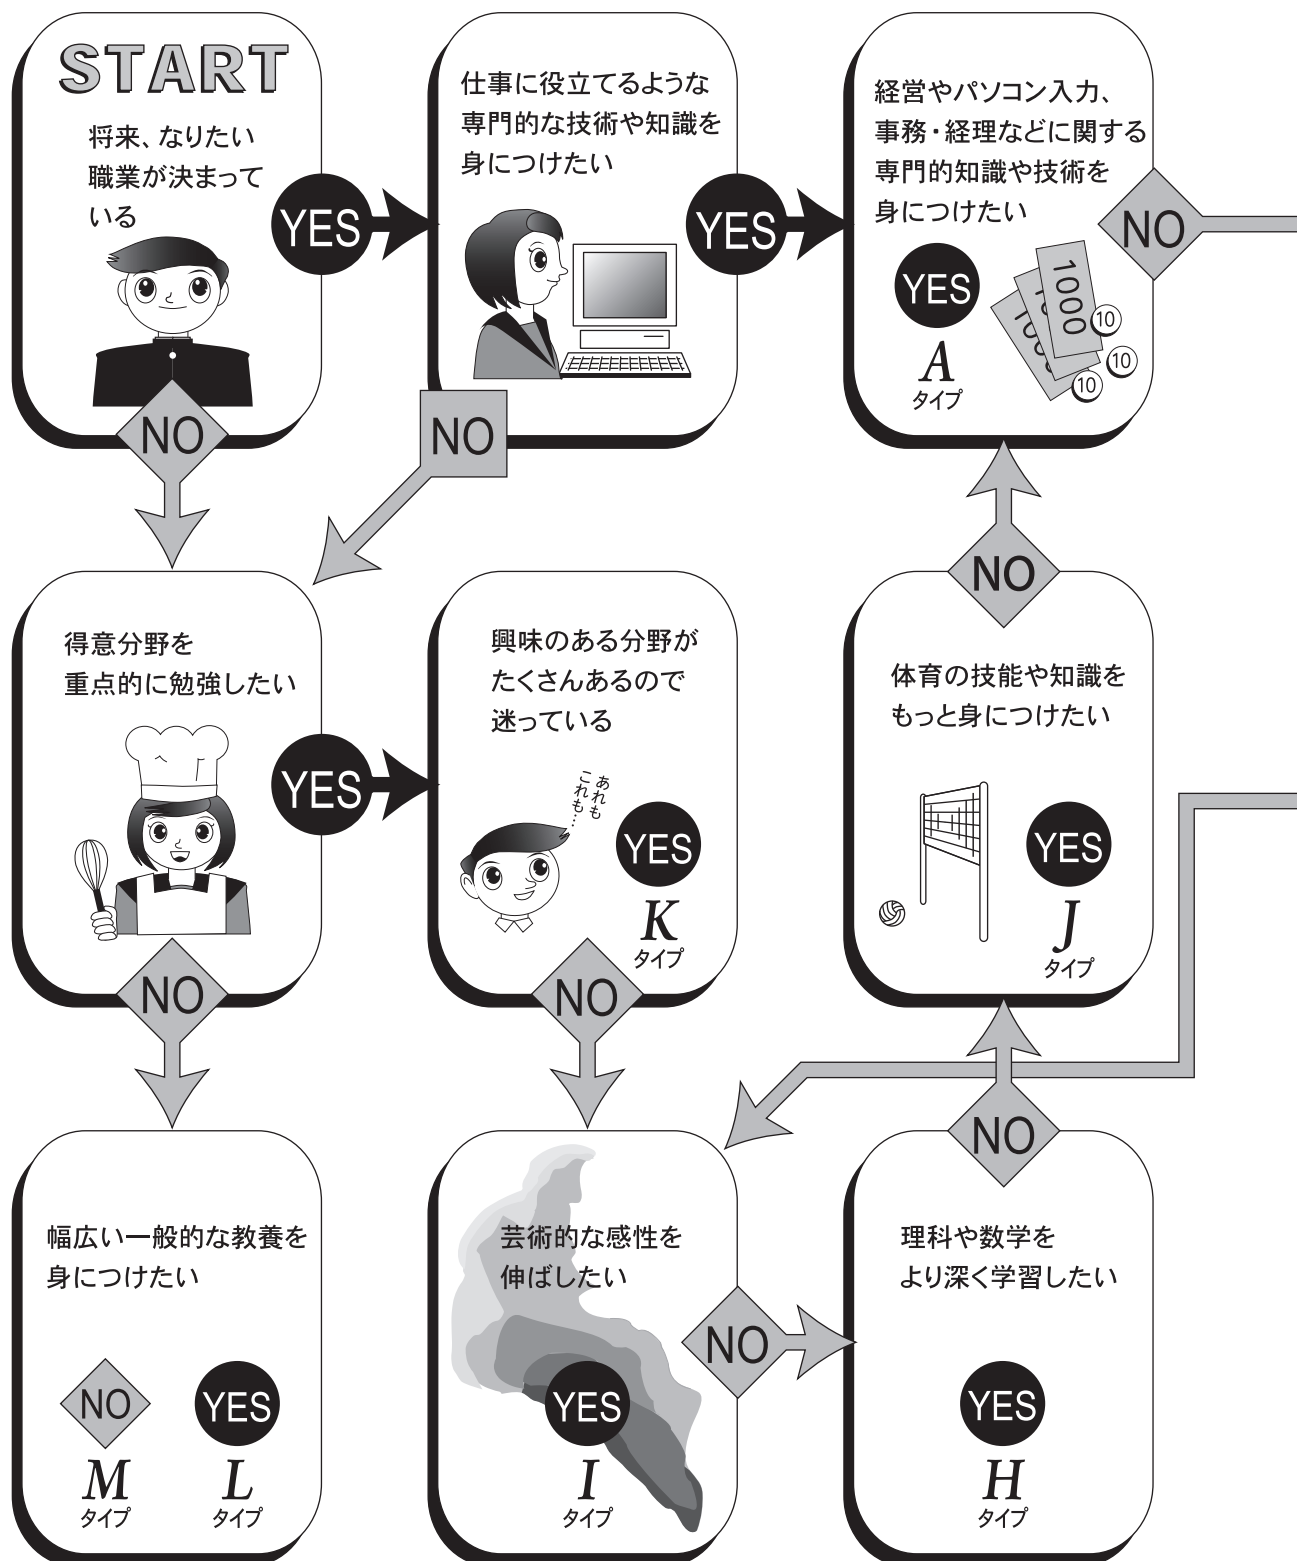 START
将来、なりたい
職業が決まって
いる
YES
NO
仕事に役立てるような
専門的な技術や知識を
身につけたい
YES
NO
経営やパソコン入力、
事務・経理などに関する
専門的知識や技術を
身につけたい
NO
YES
A
タイプ
1000
10
10
10
得意分野を
重点的に勉強したい
YES
NO
興味のある分野が
たくさんあるので
迷っている
あれも
これも…
YES
K
タイプ
NO
NO
体育の技能や知識を
もっと身につけたい
YES
J
タイプ
幅広い一般的な教養を
身につけたい
NO
M
タイプ
YES
L
タイプ
芸術的な感性を
伸ばしたい
NO
YES
I
タイプ
NO
理科や数学を
より深く学習したい
YES
H
タイプ